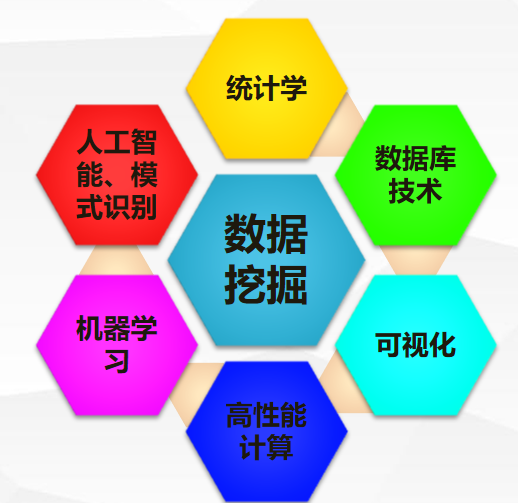 统计学
数据库
技术
可视化
高性能
计算
机器学
习
人工智
能、模
式识别
数据
挖掘